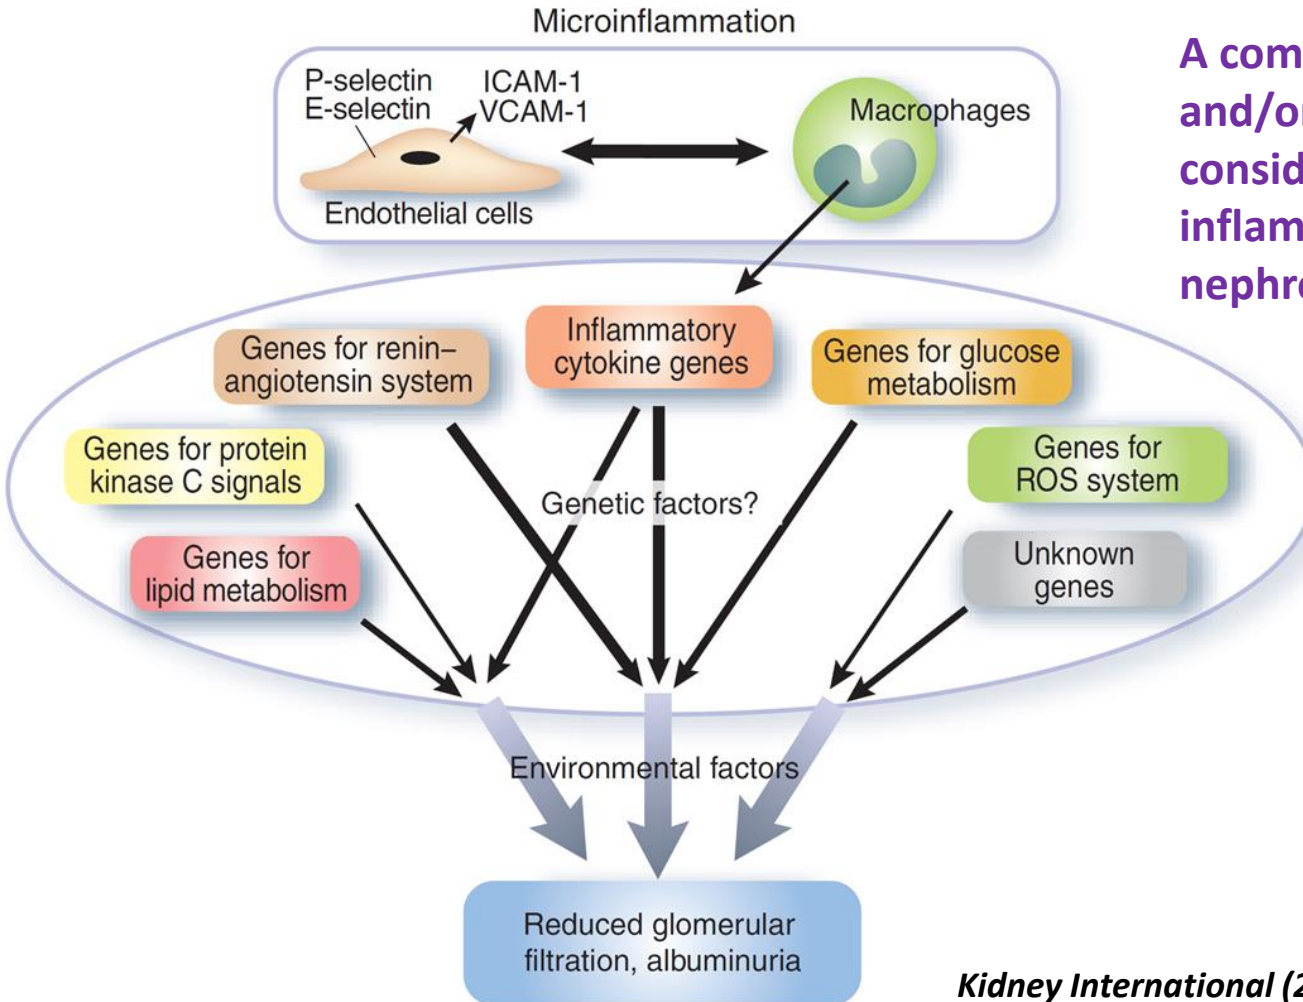 Microinflammation
P-selectin
E-selectin
ICAM-1
VCAM-1
Macrophages
Endothelial cells
A com
and/or
consid
inflam
nephr
Genes for renin–
angiotensin system
Inflammatory
cytokine genes
Genes for glucose
metabolism
Genes for protein
kinase C signals
Genes for
ROS system
Genetic factors?
Genes for
lipid metabolism
Unknown
genes
Environmental factors
Reduced glomerular
filtration, albuminuria
Kidney International (2